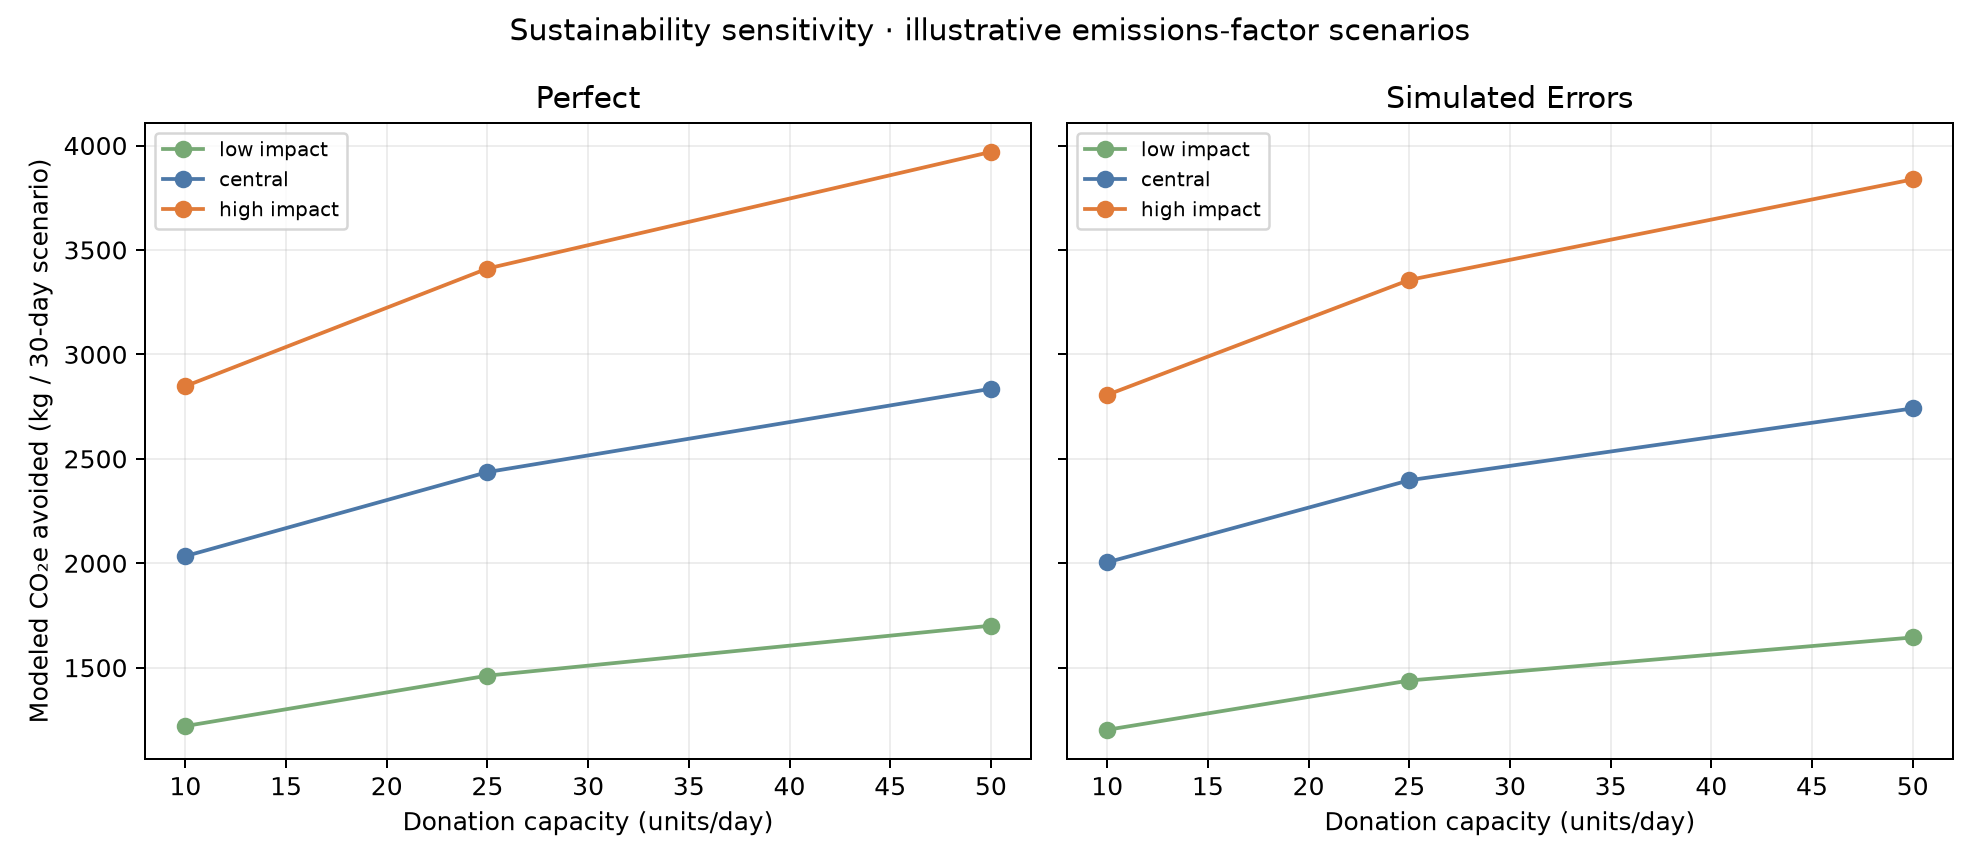 Sustainability sensitivity · illustrative emissions-factor scenarios
Perfect
Modeled CO₂e avoided (kg / 30-day scenario)
4000
3500
3000
2500
2000
1500
low impact
central
high impact
10 15 20 25 30 35 40 45 50
Donation capacity (units/day)
Simulated Errors
low impact
central
high impact
10 15 20 25 30 35 40 45 50
Donation capacity (units/day)